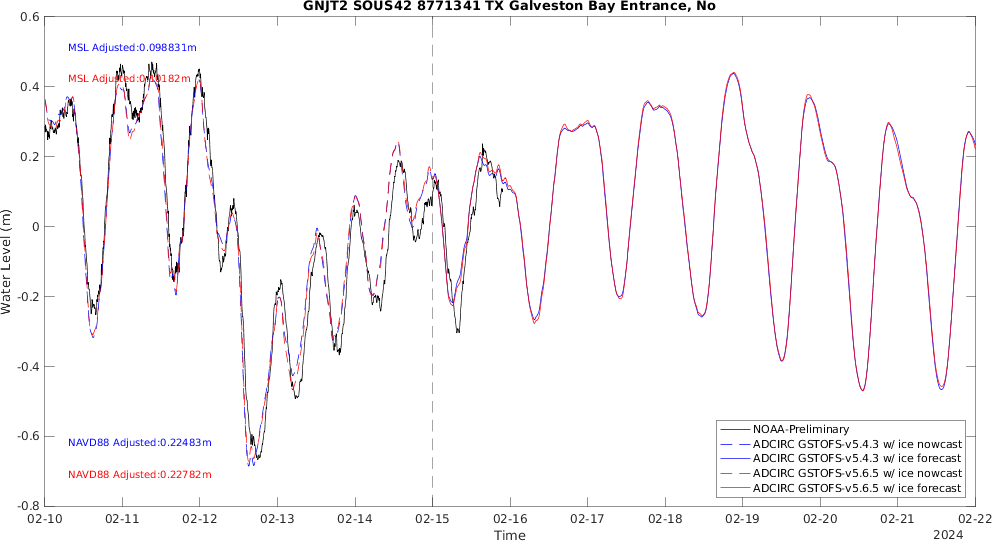 GNJT2 SOUS42 8771341 TX Galveston Bay Entrance, No
0.6
0.4
0.2
0
-0.2
-0.4
-0.6
-0.8
Water Level (m)
MSL Adjusted:0.098831m
MSL Adjusted:0.10182m
NAVD88 Adjusted:0.22483m
NAVD88 Adjusted:0.22782m
NOAA-Preliminary
ADCIRC GSTOFS-v5.4.3 w/ ice nowcast
ADCIRC GSTOFS-v5.4.3 w/ ice forecast
ADCIRC GSTOFS-v5.6.5 w/ ice nowcast
ADCIRC GSTOFS-v5.6.5 w/ ice forecast
02-10 02-11 02-12 02-13 02-14 02-15 02-16 02-17 02-18 02-19 02-20 02-21 02-22
Time
2024